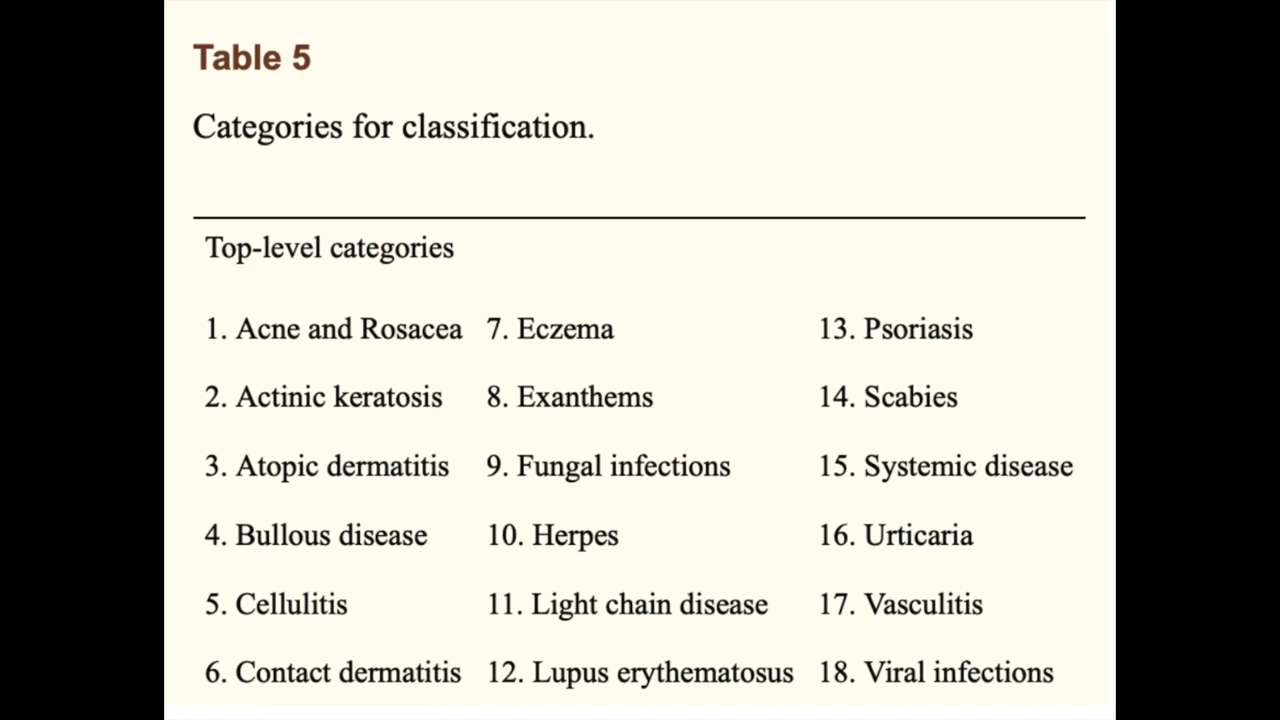 Table 5
Categories for classification.
Top-level categories
1. Acne and Rosacea 7. Eczema 13. Psoriasis
2. Actinic keratosis 8. Exanthems 14. Scabies
3. Atopic dermatitis 9. Fungal infections 15. Systemic disease
4. Bullous disease 10. Herpes 16. Urticaria
5. Cellulitis 11. Light chain disease 17. Vasculitis
6. Contact dermatitis 12. Lupus erythematosus 18. Viral infections